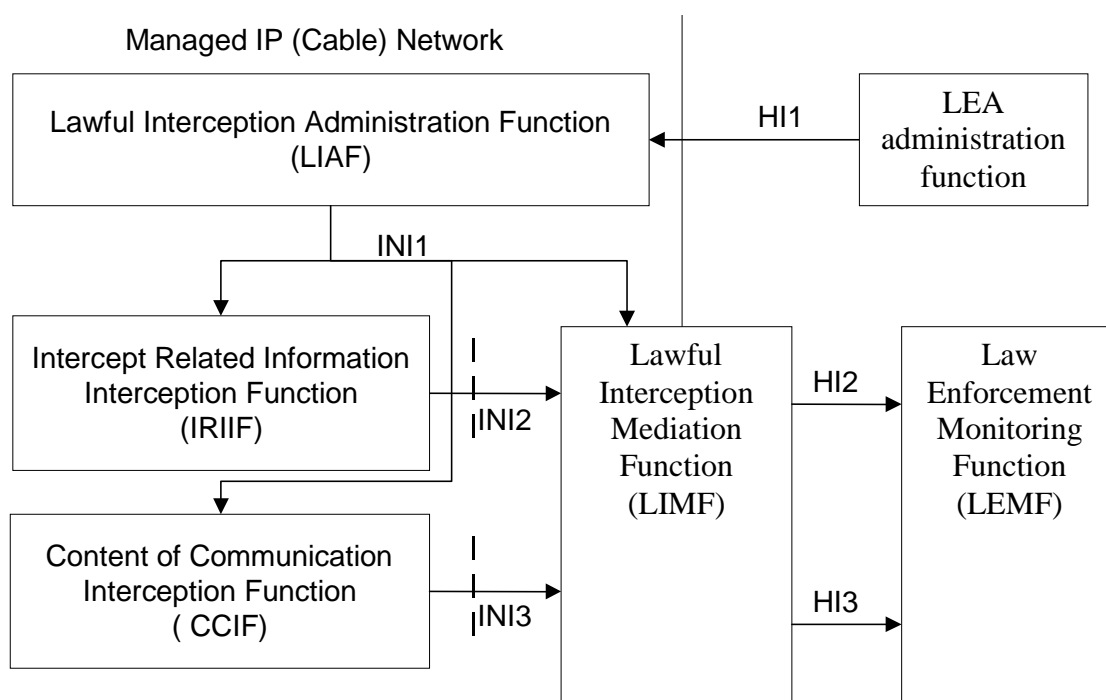 Managed IP (Cable) Network
Lawful Interception Administration Function
(LIAF)
HI1
LEA
administration
function
INI1
Intercept Related Information
Interception Function
(IRIIF)
INI2
Lawful
Interception
Mediation
Function
(LIMF)
HI2
Law
Enforcement
Monitoring
Function
(LEMF)
Content of Communication
Interception Function
( CCIF)
INI3
HI3